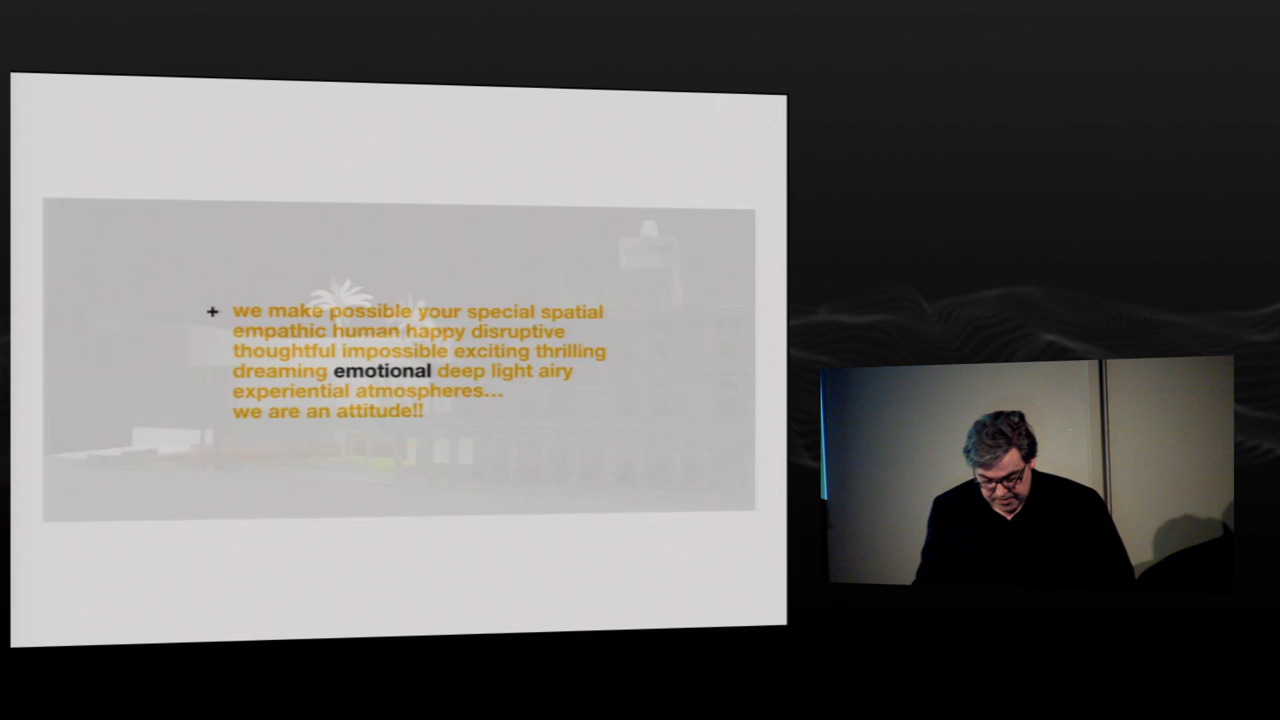 + we make possible your special spatial
empathic human happy disruptive
thoughtful impossible exciting thrilling
dreaming emotional deep light airy
experiential atmospheres...
we are an attitude!!